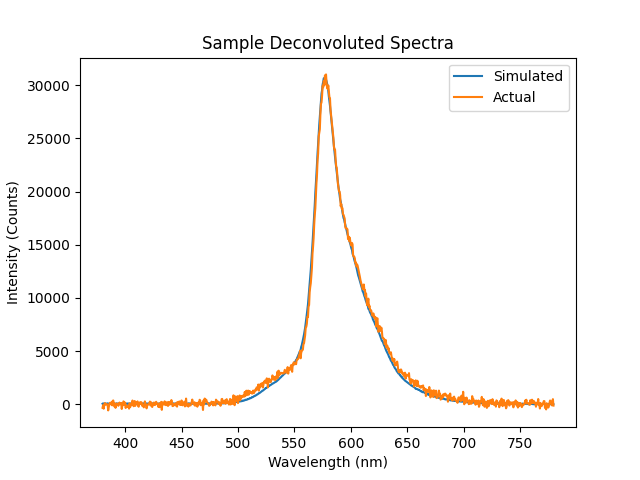 Sample Deconvoluted Spectra
Simulated
Actual
30000
25000
20000
15000
10000
5000
0
Intensity (Counts)
400 450 500 550 600 650 700 750
Wavelength (nm)